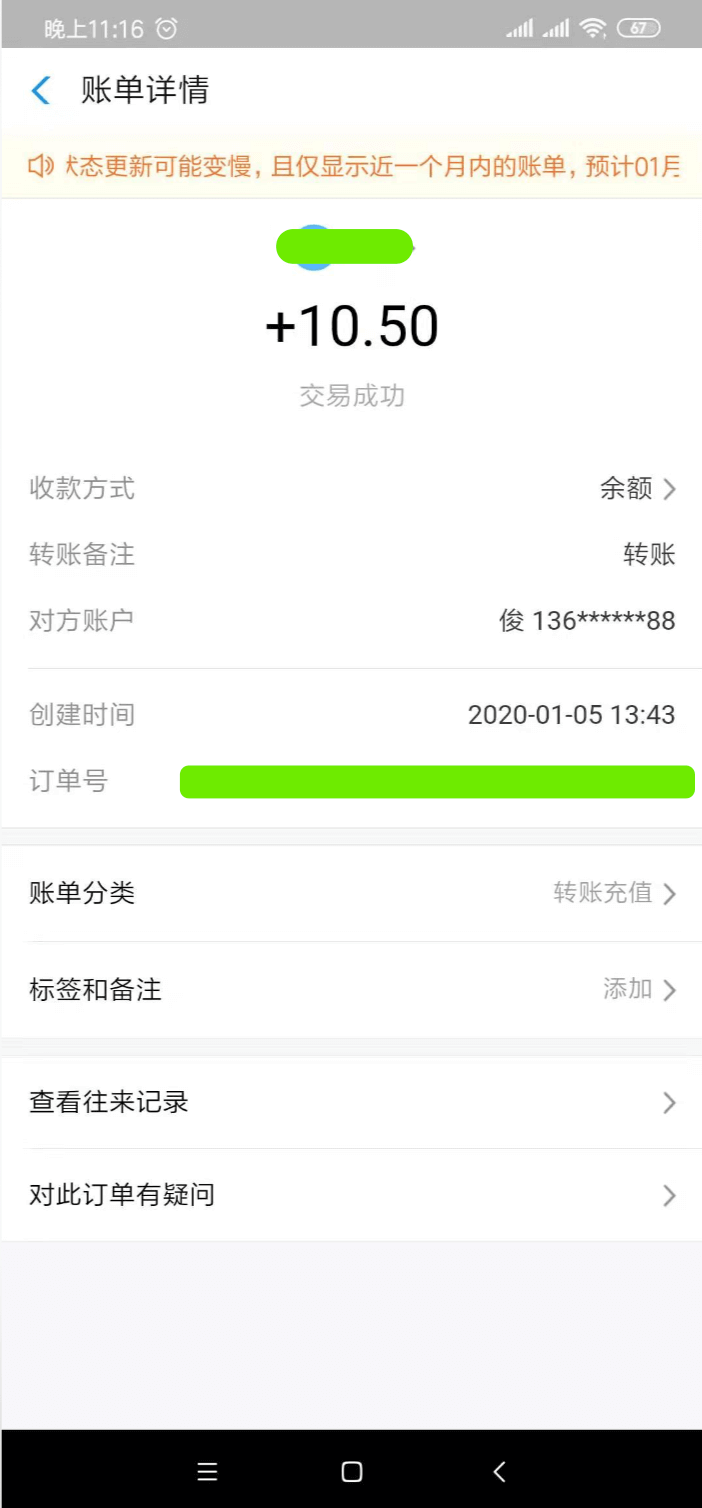 晚上11:16
67
账单详情
状态更新可能变慢，且仅显示近一个月内的账单，预计01月
+10.50
交易成功
收款方式 余额
转账备注 转账
对方账户 俊 136******88
创建时间 2020-01-05 13:43
订单号
账单分类 转账充值
标签和备注 添加
查看往来记录
对此订单有疑问